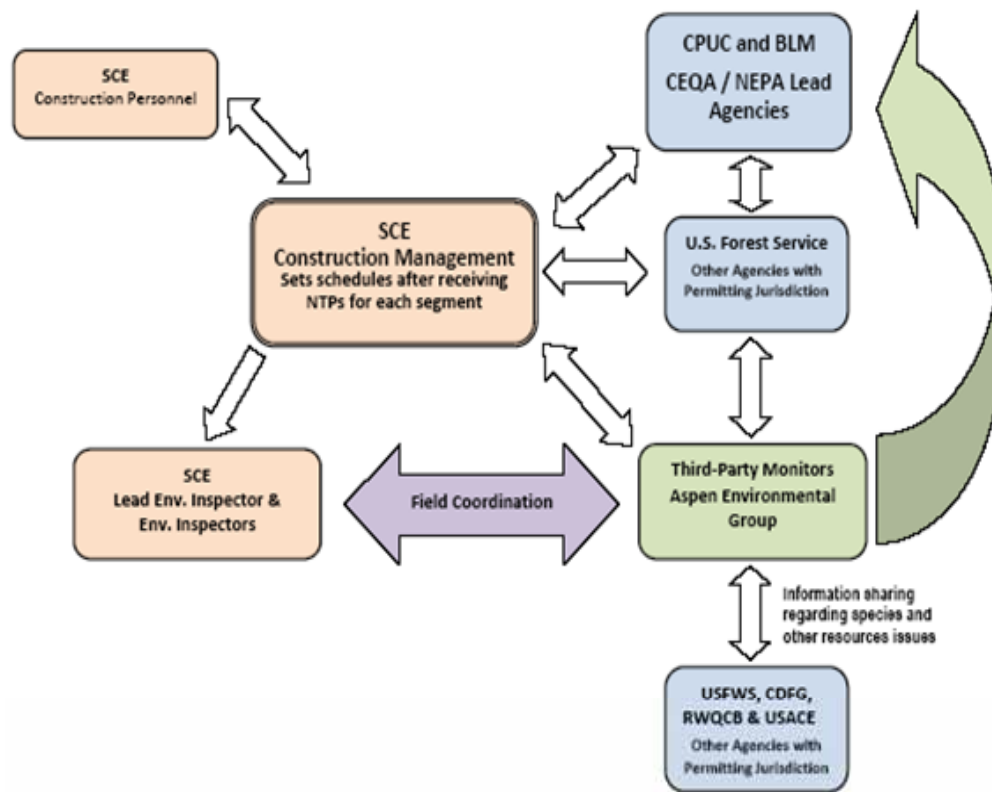 SCE
Construction Personnel
CPUC and BLM
CEQA / NEPA Lead
Agencies
SCE
Construction Management
Sets schedules after receiving
NTPs for each segment
U.S. Forest Service
Other Agencies with
Permitting Jurisdiction
SCE
Lead Env. Inspector &
Env. Inspectors
Field Coordination
Third-Party Monitors
Aspen Environmental
Group
Information sharing
regarding species and
other resources issues
USFWS, CDFG,
RWQCB & USACE
Other Agencies with
Permitting Jurisdiction